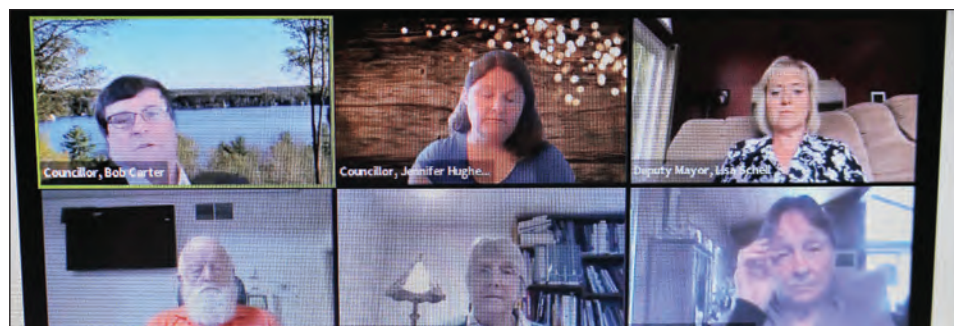 Councillor, Bob Carter
Councillor, Jennifer Hughe...
Deputy Mayor, Lisa Schell